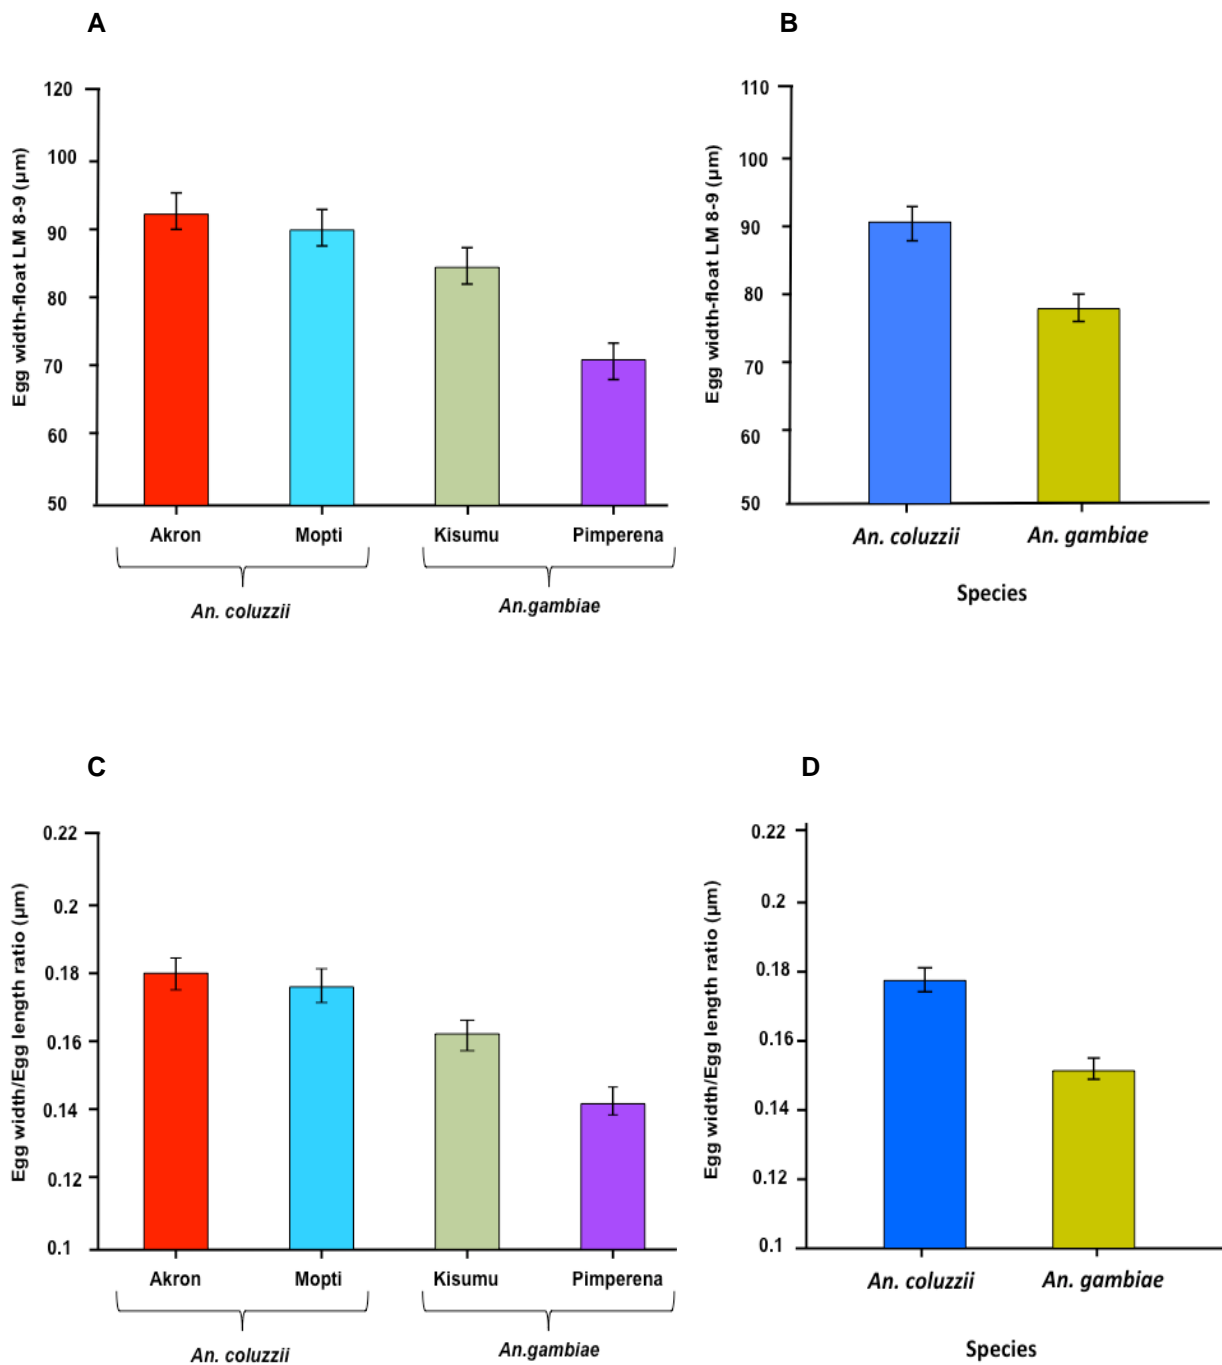 A
Egg width-float LM 8-9 (µm)
120
100
90
80
70
60
50
Akron Mopti Kisumu Pimperena
An. coluzzii An.gambiae
B
Egg width-float LM 8-9 (µm)
110
100
90
80
70
60
50
An. coluzzii An. gambiae
Species
C
Egg width/Egg length ratio (µm)
0.22
0.2
0.18
0.16
0.14
0.12
0.1
Akron Mopti Kisumu Pimperena
An. coluzzii An.gambiae
D
Egg width/Egg length ratio (µm)
0.22
0.2
0.18
0.16
0.14
0.12
0.1
An. coluzzii An. gambiae
Species